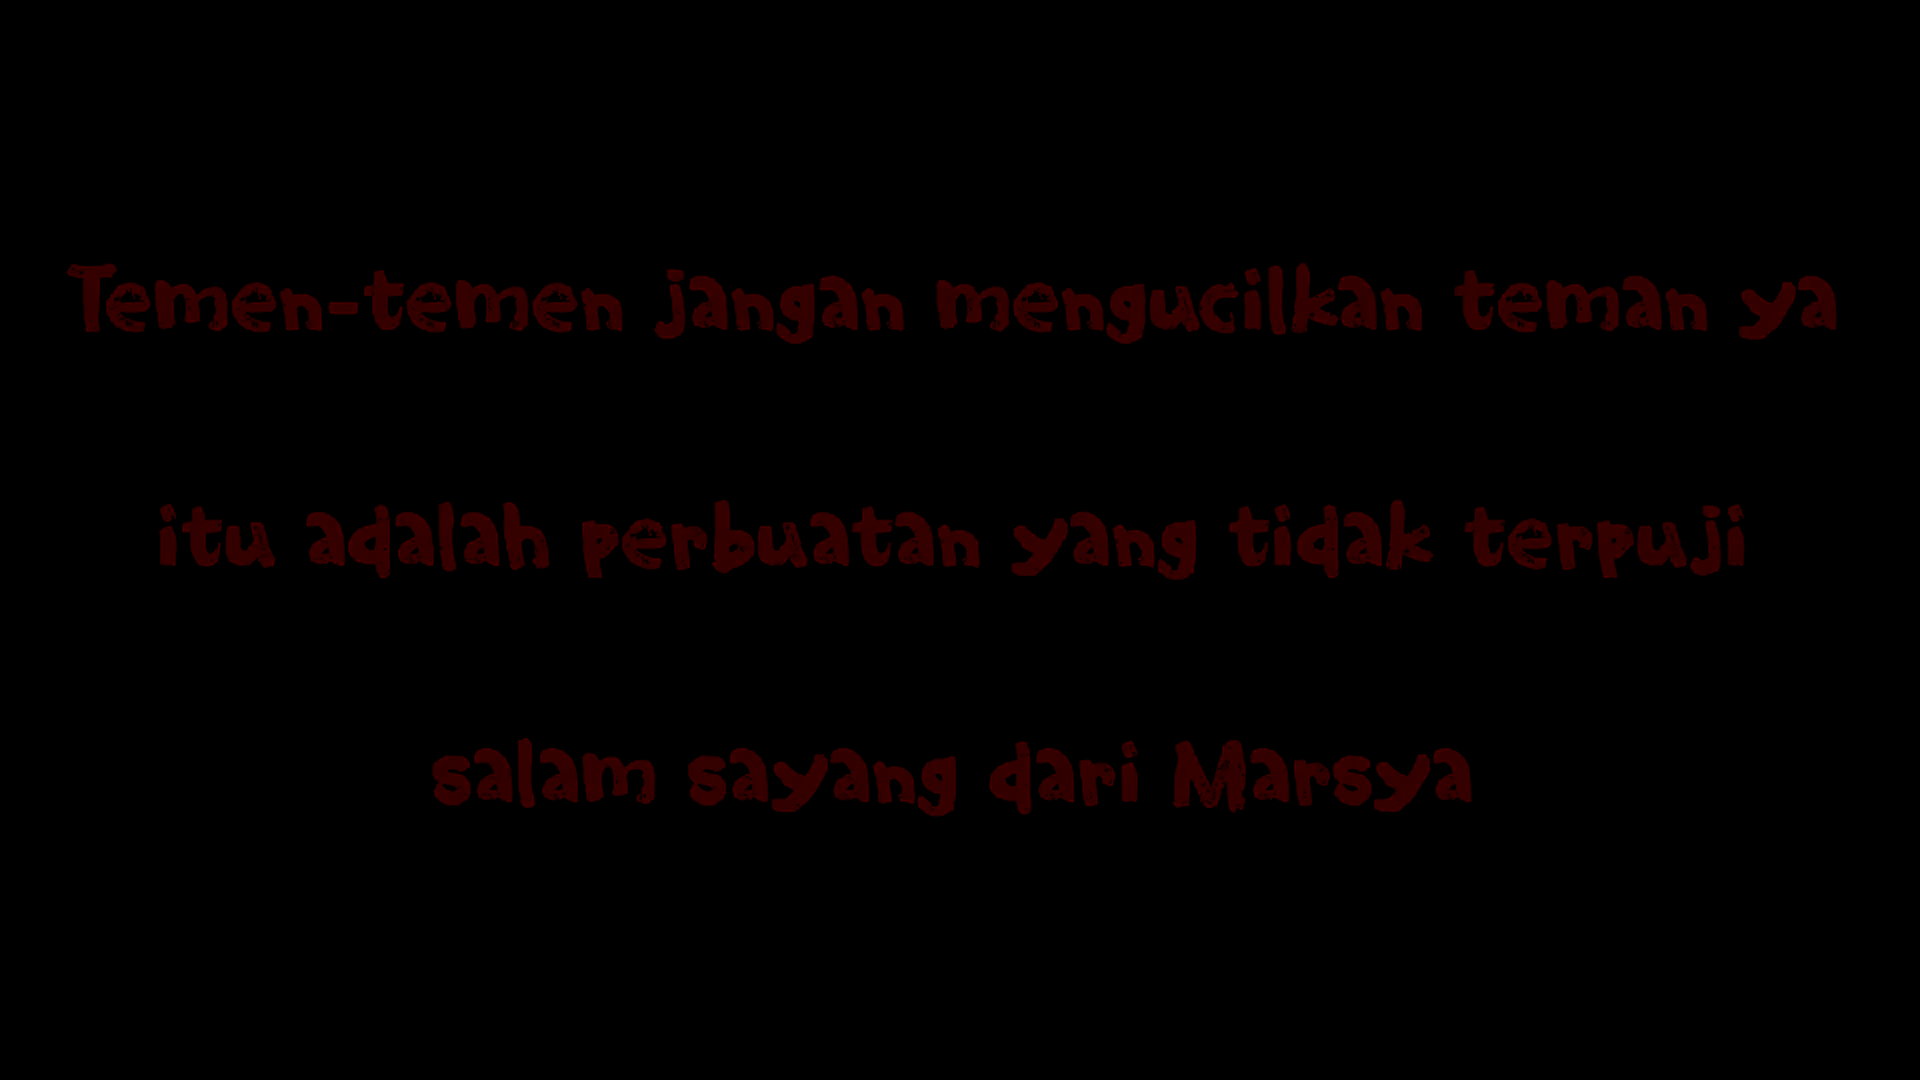 Temen-temen jangan mengucilkan teman ya
itu adalah perbuatan yang tidak terpuji
salam sayang dari Marsya